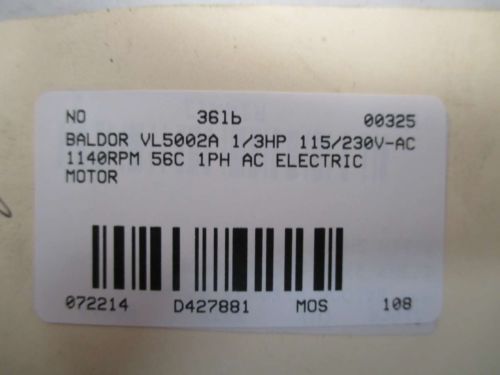 NO 36lb 00325
BALDOR VL5002A 1/3HP 115/230V-AC
1140RPM 56C 1PH AC ELECTRIC
MOTOR
072214 D427881 MOS 108